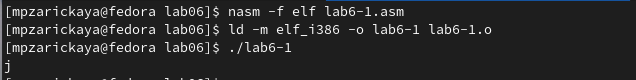 [mpzarickaya@fedora lab06]$ nasm -f elf lab6-1.asm
[mpzarickaya@fedora lab06]$ ld -m elf_i386 -o lab6-1 lab6-1.o
[mpzarickaya@fedora lab06]$ ./lab6-1
j